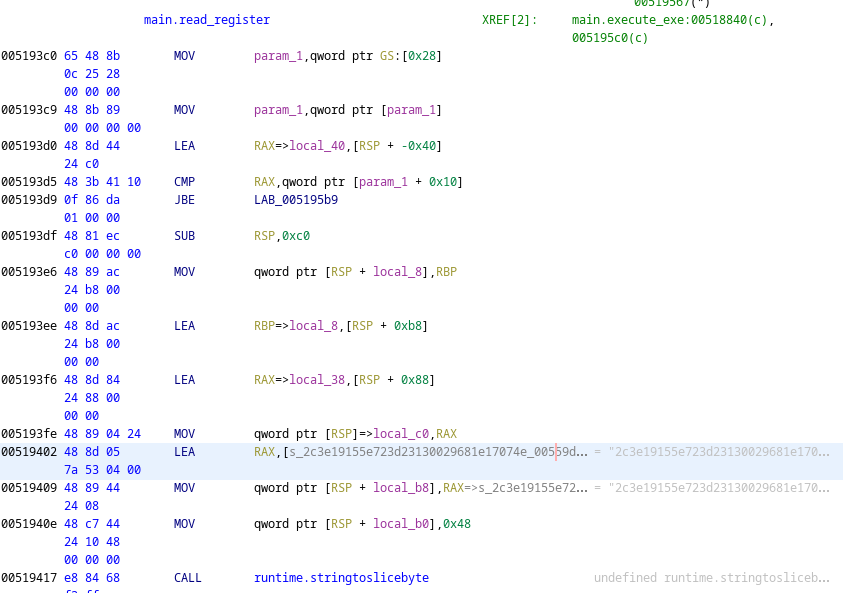 00519567(*)
main.read_register XREF[2]: main.execute_exe:00518840(c),
005195c0(c)
005193c0 65 48 8b MOV param_1,qword ptr GS:[0x28]
0c 25 28
00 00 00
005193c9 48 8b 89 MOV param_1,qword ptr [param_1]
00 00 00 00
005193d0 48 8d 44 LEA RAX=>local_40,[RSP + -0x40]
24 c0
005193d5 48 3b 41 10 CMP RAX,qword ptr [param_1 + 0x10]
005193d9 0f 86 da JBE LAB_005195b9
01 00 00
005193df 48 81 ec SUB RSP,0xc0
c0 00 00 00
005193e6 48 89 ac MOV qword ptr [RSP + local_8],RBP
24 b8 00
00 00
005193ee 48 8d ac LEA RBP=>local_8,[RSP + 0xb8]
24 b8 00
00 00
005193f6 48 8d 84 LEA RAX=>local_38,[RSP + 0x88]
24 88 00
00 00
005193fe 48 89 04 24 MOV qword ptr [RSP]=>local_c0,RAX
00519402 48 8d 05 LEA RAX,[s_2c3e19155e723d23130029681e17074e_00559d... = "2c3e19155e723d23130029681e170...
7a 53 04 00
00519409 48 89 44 MOV qword ptr [RSP + local_b8],RAX=>s_2c3e19155e72... = "2c3e19155e723d23130029681e170...
24 08
0051940e 48 c7 44 MOV qword ptr [RSP + local_b0],0x48
24 10 48
00 00 00
00519417 e8 84 68 CALL runtime.stringtoslicebyte undefined runtime.stringtosliceb...